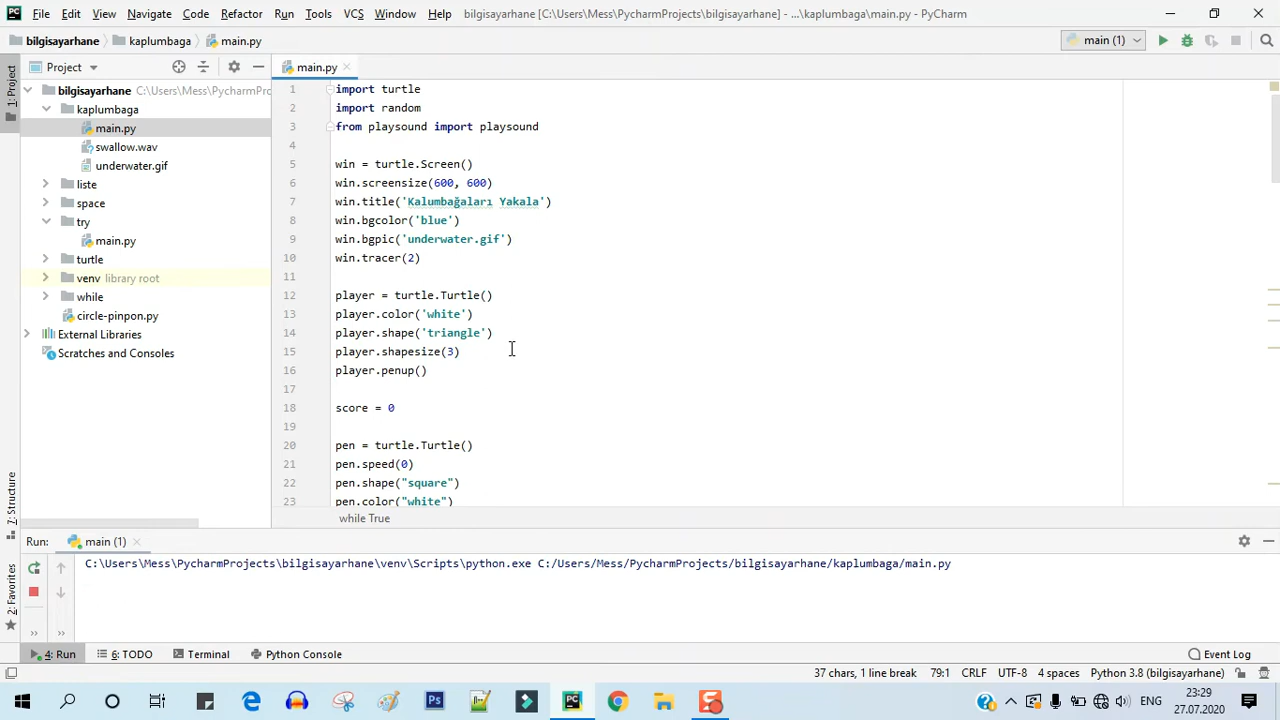 File Edit View Navigate Code Refactor Run Tools VCS Window Help bilgisayarhane [C:\Users\Mess\PycharmProjects\bilgisayarhane] - ...\kaplumbaga\main.py - PyCharm
bilgisayarhane kaplumbaga main.py main (1)
1: Project
Project
main.py
bilgisayarhane C:\Users\Mess\PycharmPro
kaplumbaga
main.py
swallow.wav
underwater.gif
liste
space
try
main.py
turtle
venv library root
while
circle-pinpon.py
External Libraries
Scratches and Consoles
1 import turtle
2 import random
3 from playsound import playsound
4
5 win = turtle.Screen()
6 win.screensize(600, 600)
7 win.title('Kalumbağaları Yakala')
8 win.bgcolor('blue')
9 win.bgpic('underwater.gif')
10 win.tracer(2)
11
12 player = turtle.Turtle()
13 player.color('white')
14 player.shape('triangle')
15 player.shapesize(3)
16 player.penup()
17
18 score = 0
19
20 pen = turtle.Turtle()
21 pen.speed(0)
22 pen.shape("square")
23 pen.color("white")
while True
7: Structure
2: Favorites
Run: main (1)
C:\Users\Mess\PycharmProjects\bilgisayarhane\venv\Scripts\python.exe C:/Users/Mess/PycharmProjects/bilgisayarhane/kaplumbaga/main.py
4: Run 6: TODO Terminal Python Console Event Log
37 chars, 1 line break 79:1 CRLF UTF-8 4 spaces Python 3.8 (bilgisayarhane)
ENG 23:29
27.07.2020